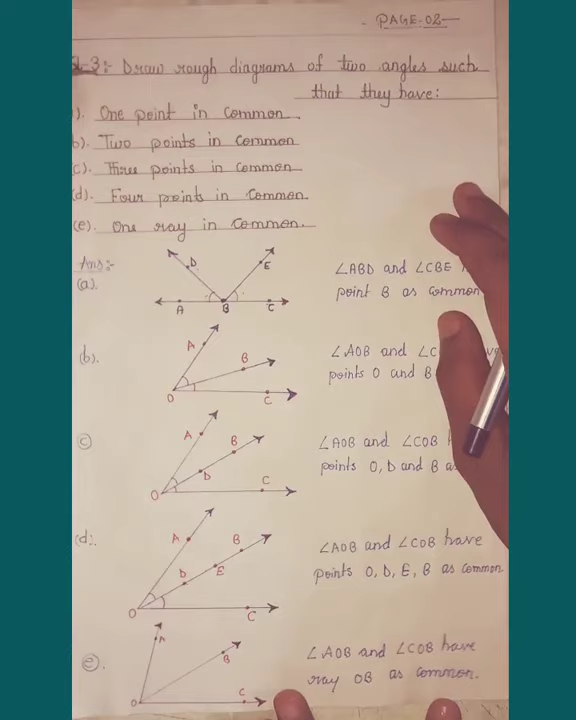 PAGE-02
Q-3:- Draw rough diagrams of two angles such
that they have:
). One point in common.
b). Two points in common
(c). Three points in common
(d). Four points in common.
(e). One ray in common.
Ans:-
(a).
D
E
A
B
C
∠ABD and ∠CBE
point B as common
(b).
A
B
O
C
∠AOB and ∠C
points O and B
(c)
A
B
D
O
C
∠AOB and ∠COB
points O, D and B as
(d).
A
B
D
E
O
C
∠AOB and ∠COB have
points O, D, E, B as common
(e).
A
B
O
C
∠AOB and ∠COB have
ray OB as common.